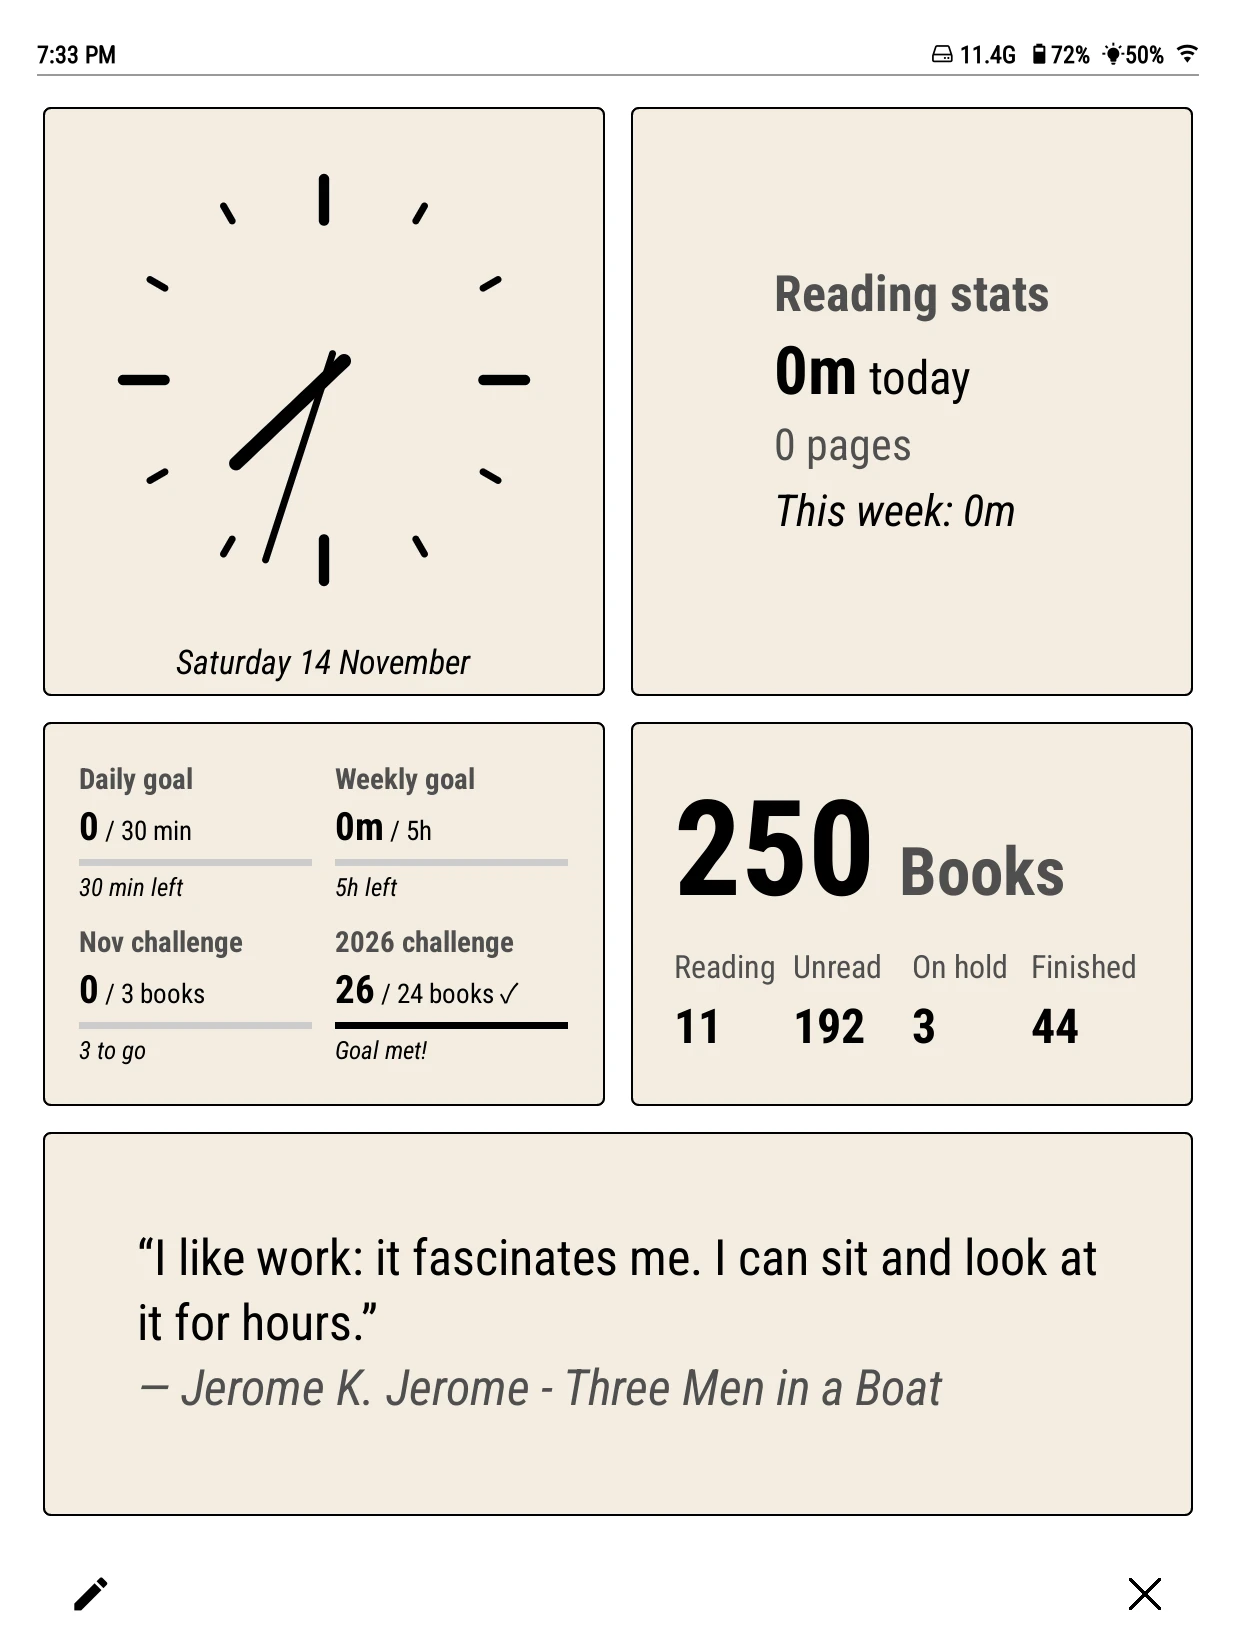 7:33 PM
11.4G 72% 50%
Saturday 14 November
Reading stats
0m today
0 pages
This week: 0m
Daily goal
0 / 30 min
30 min left
Weekly goal
0m / 5h
5h left
Nov challenge
0 / 3 books
3 to go
2026 challenge
26 / 24 books ✓
Goal met!
250 Books
Reading Unread On hold Finished
11 192 3 44
“I like work: it fascinates me. I can sit and look at
it for hours.”
— Jerome K. Jerome - Three Men in a Boat